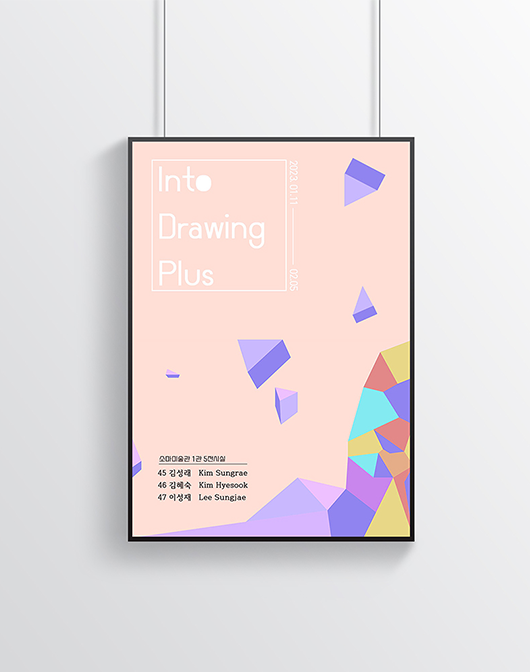 Into
Drawing
Plus
2023. 01.11 ——— 02.05
소마미술관 1관 5전시실
45 김성래 Kim Sungrae
46 김혜숙 Kim Hyesook
47 이성재 Lee Sungjae